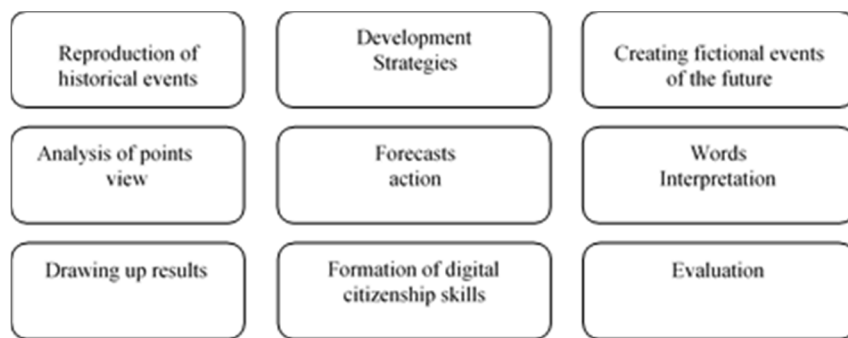 Reproduction of
historical events
Development
Strategies
Creating fictional events
of the future
Analysis of points
view
Forecasts
action
Words
Interpretation
Drawing up results
Formation of digital
citizenship skills
Evaluation